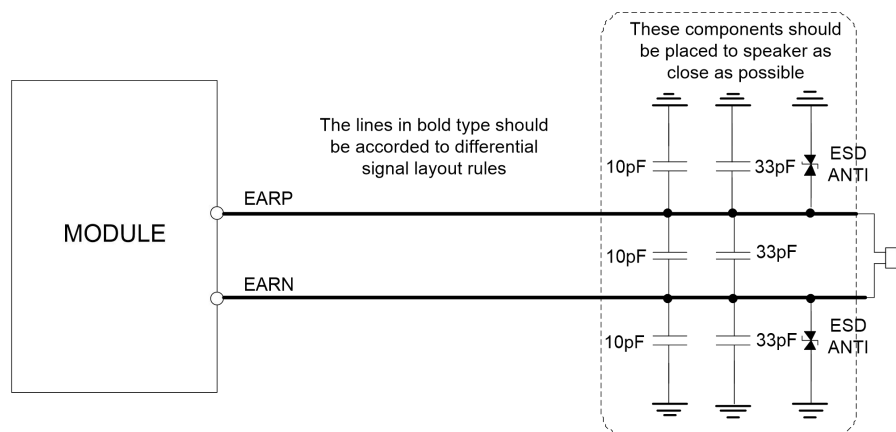 These components should
be placed to speaker as
close as possible
The lines in bold type should
be accorded to differential
signal layout rules
10pF
33pF
ESD
ANTI
EARP
MODULE
10pF
33pF
EARN
10pF
33pF
ESD
ANTI